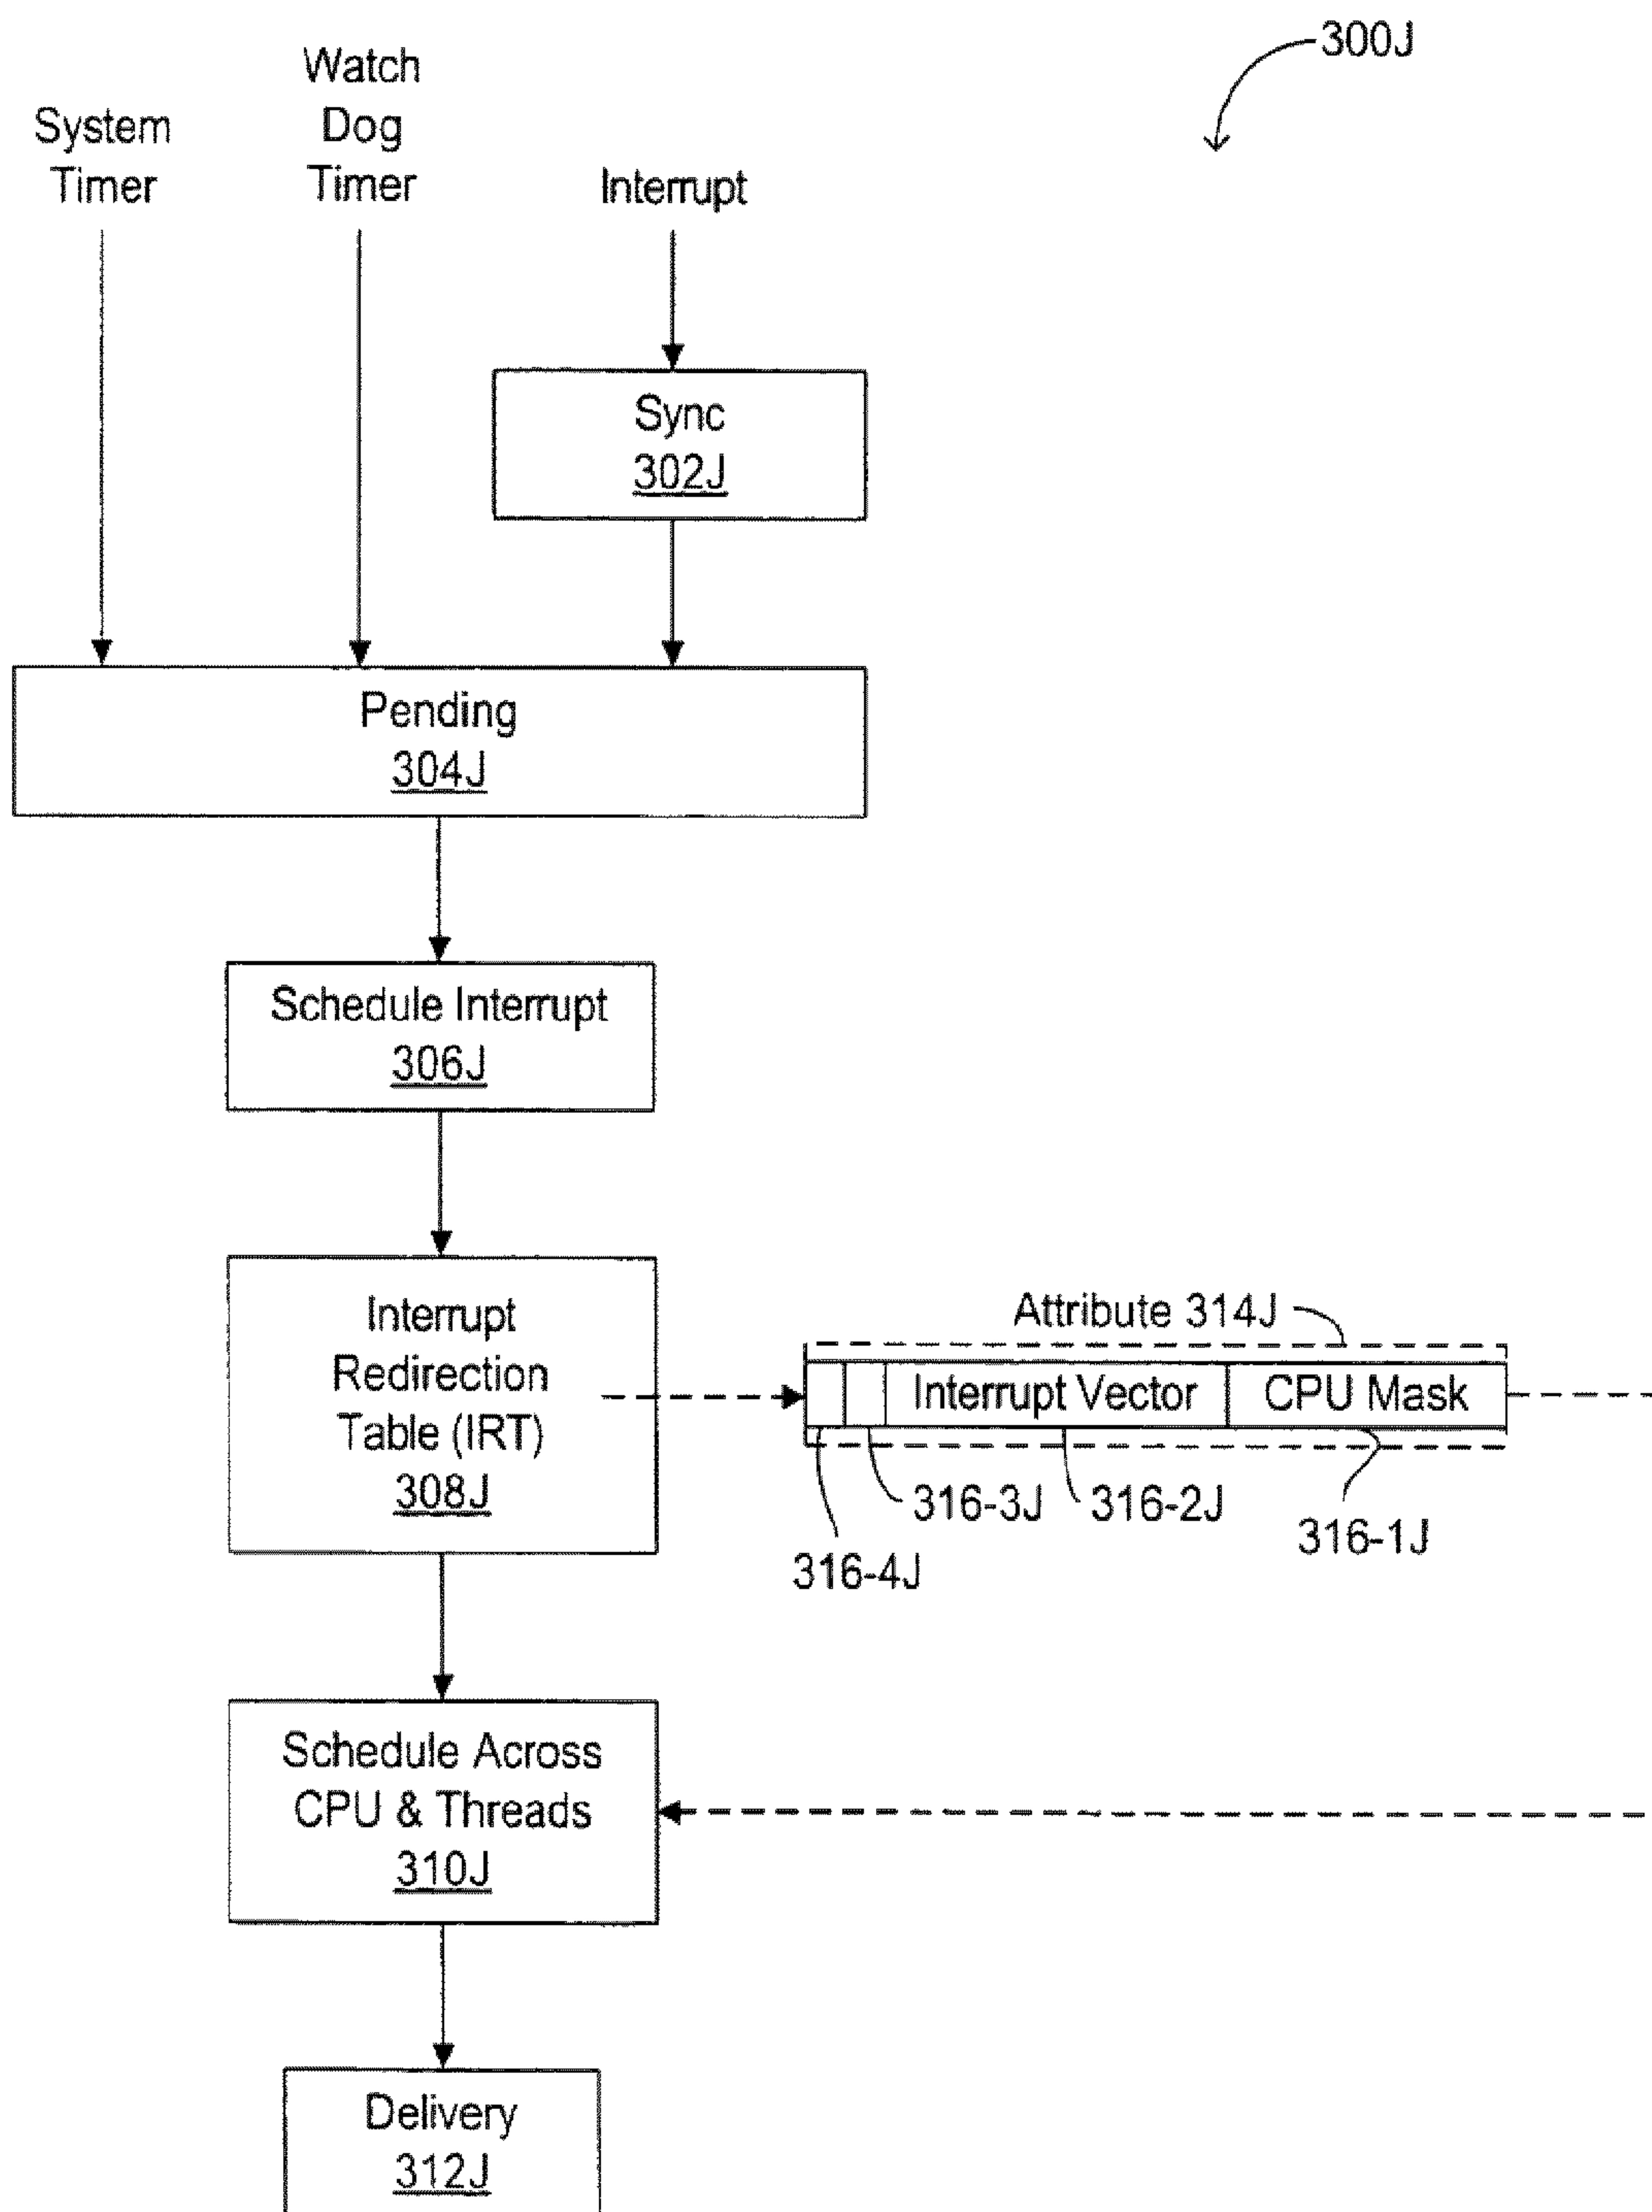 300J
System
Timer
Watch
Dog
Timer
Interrupt
Sync
302J
Pending
304J
Schedule Interrupt
306J
Interrupt
Redirection
Table (IRT)
308J
Attribute 314J
Interrupt Vector
CPU Mask
316-4J
316-3J
316-2J
316-1J
Schedule Across
CPU & Threads
310J
Delivery
312J